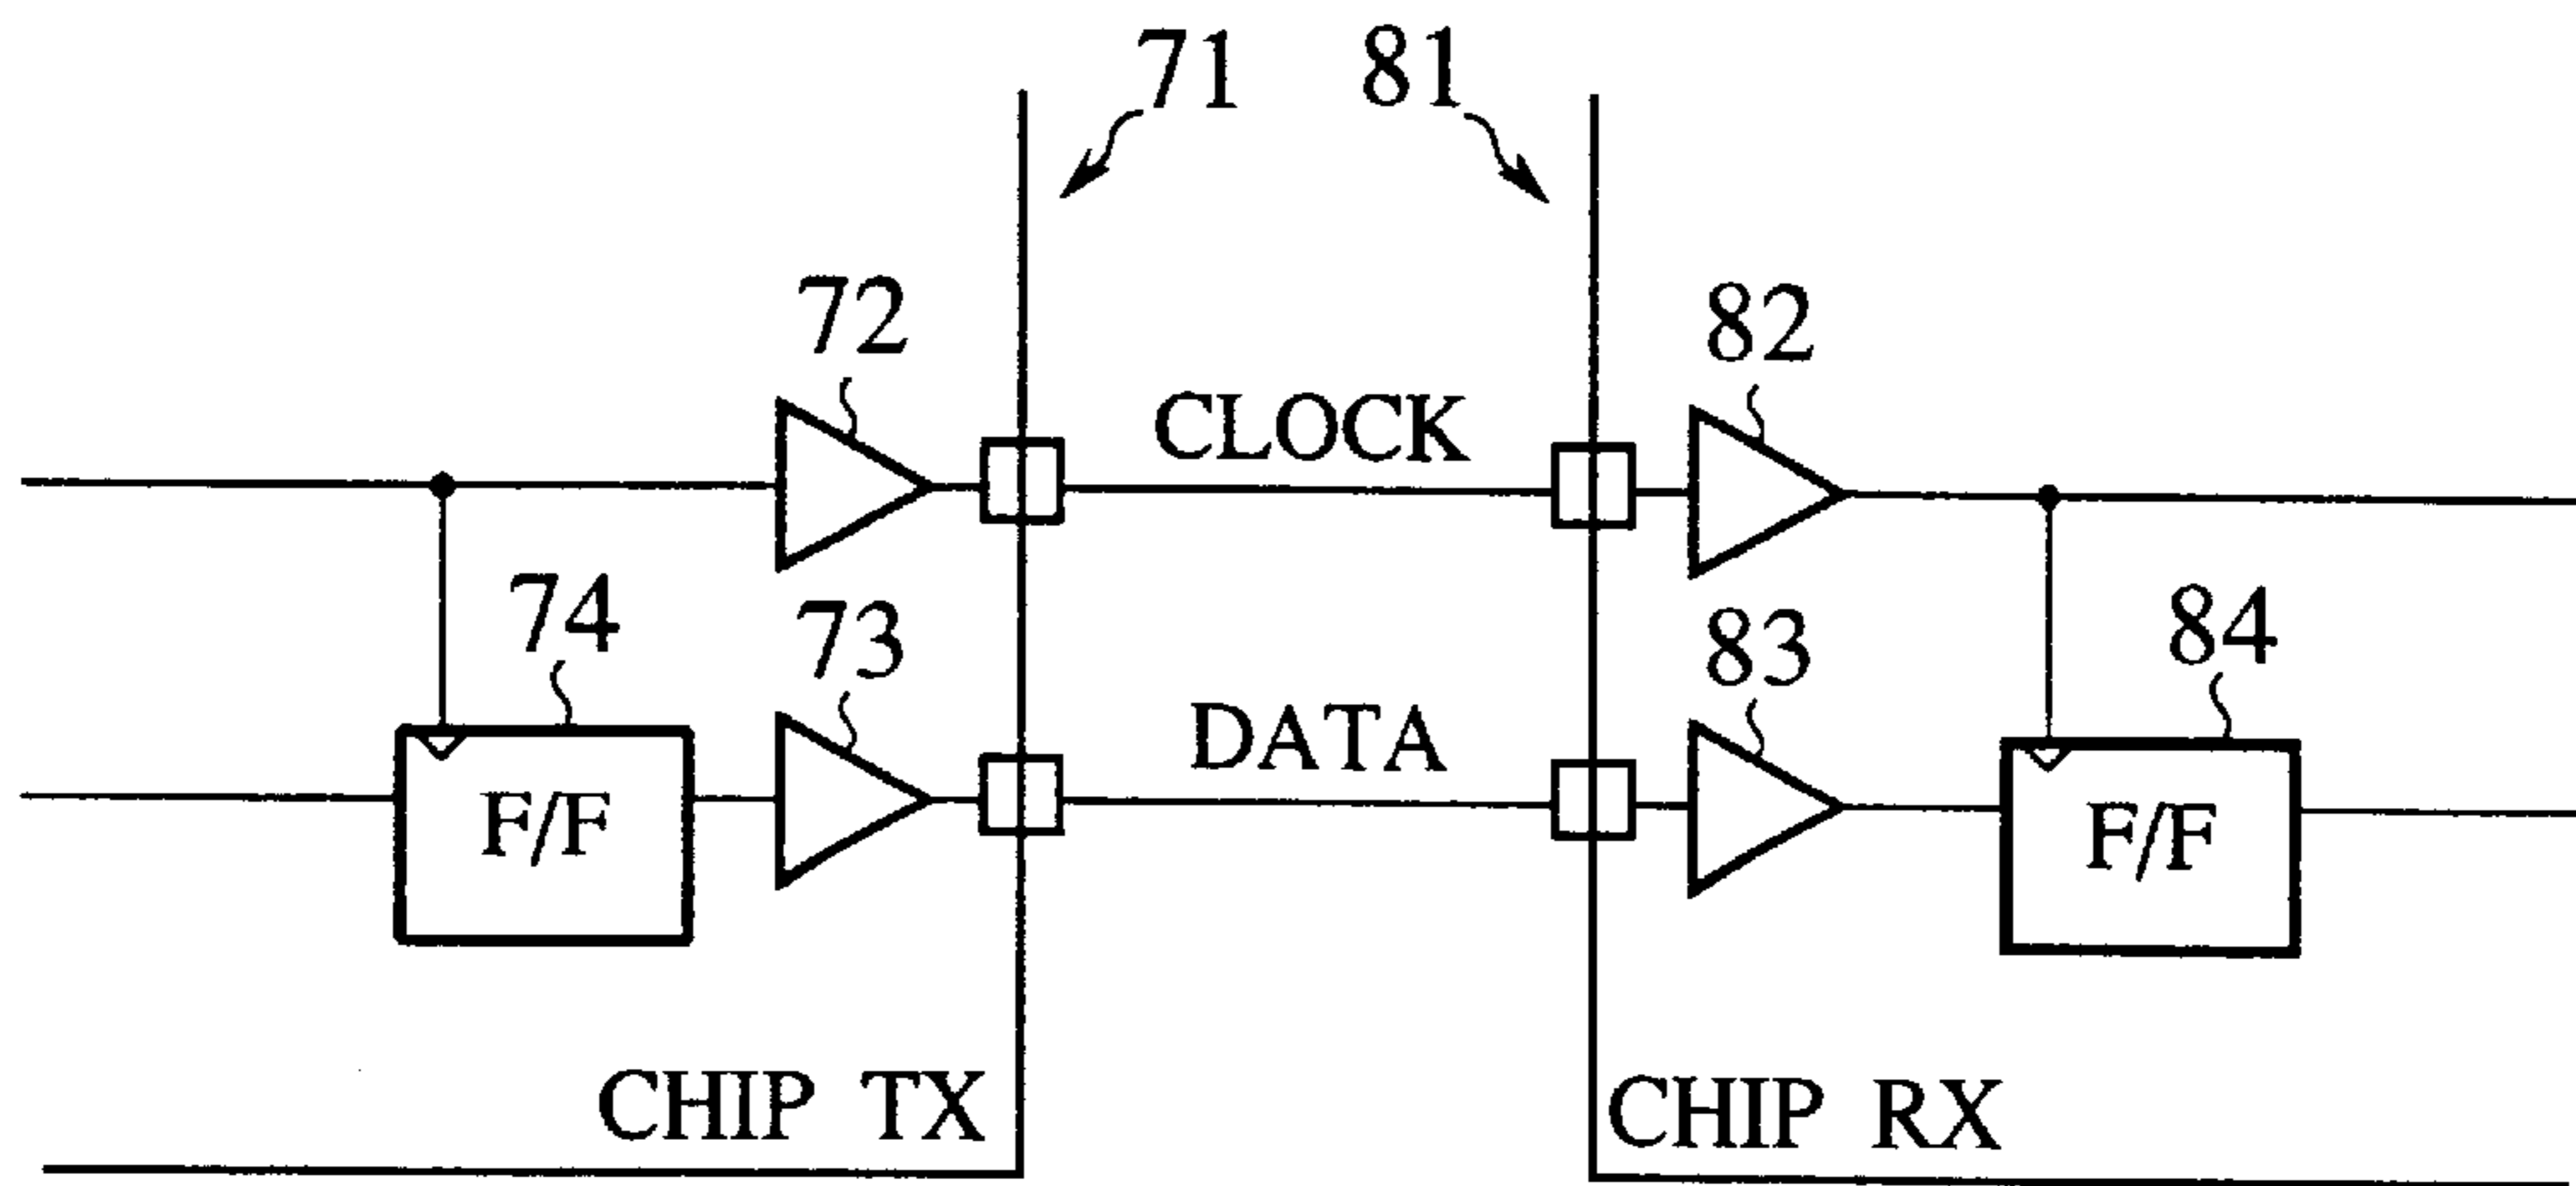 71 81
72 82
CLOCK
74 73 83 84
DATA
F/F F/F
CHIP TX CHIP RX